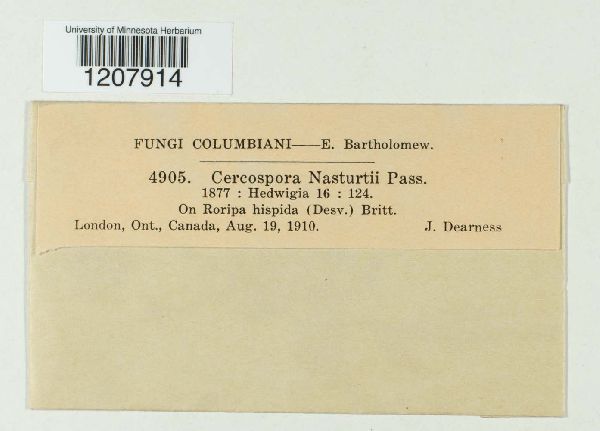 University of Minnesota Herbarium
1207914
FUNGI COLUMBIANI——E. Bartholomew.
4905. Cercospora Nasturtii Pass.
1877 : Hedwigia 16 : 124.
On Roripa hispida (Desv.) Britt.
London, Ont., Canada, Aug. 19, 1910. J. Dearness